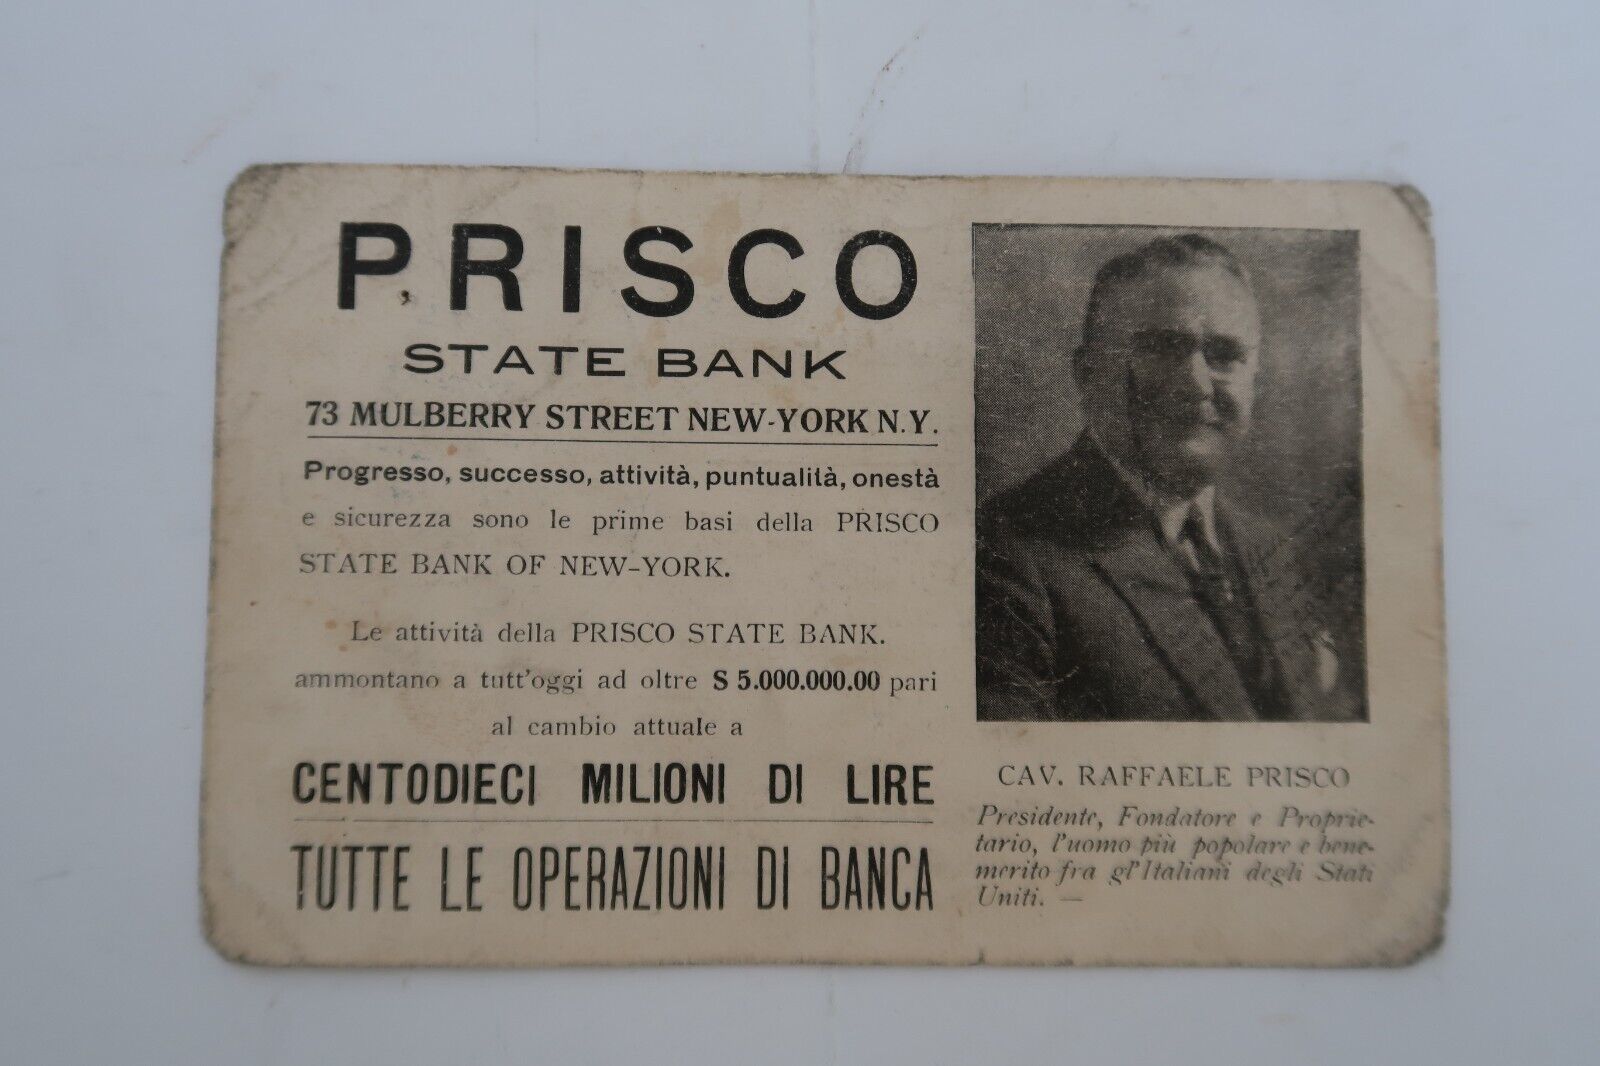 PRISCO
STATE BANK
73 MULBERRY STREET NEW-YORK N.Y.
Progresso, successo, attività, puntualità, onestà
e sicurezza sono le prime basi della PRISCO
STATE BANK OF NEW-YORK.
Le attività della PRISCO STATE BANK.
ammontano a tutt'oggi ad oltre S 5.000.000.00 pari
al cambio attuale a
CENTODIECI MILIONI DI LIRE
TUTTE LE OPERAZIONI DI BANCA
CAV. RAFFAELE PRISCO
Presidente, Fondatore e Proprie-
tario, l'uomo più popolare e bene-
merito fra gl'Italiani degli Stati
Uniti. —